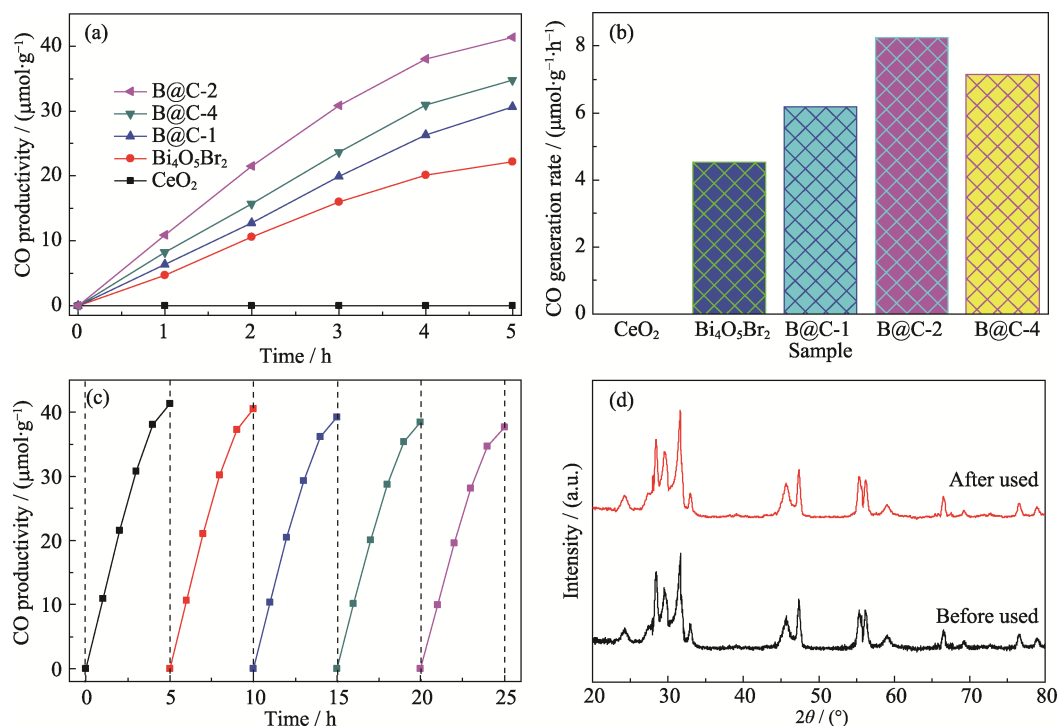 (a)
CO productivity / (μmol·g⁻¹)
40
30
20
10
0
B@C-2
B@C-4
B@C-1
Bi₄O₅Br₂
CeO₂
0 1 2 3 4 5
Time / h
(b)
CO generation rate / (μmol·g⁻¹·h⁻¹)
8
6
4
2
0
CeO₂ Bi₄O₅Br₂ B@C-1 B@C-2 B@C-4
Sample
(c)
CO productivity / (μmol·g⁻¹)
40
30
20
10
0
0 5 10 15 20 25
Time / h
(d)
Intensity / (a.u.)
After used
Before used
20 30 40 50 60 70 80
2θ / (°)